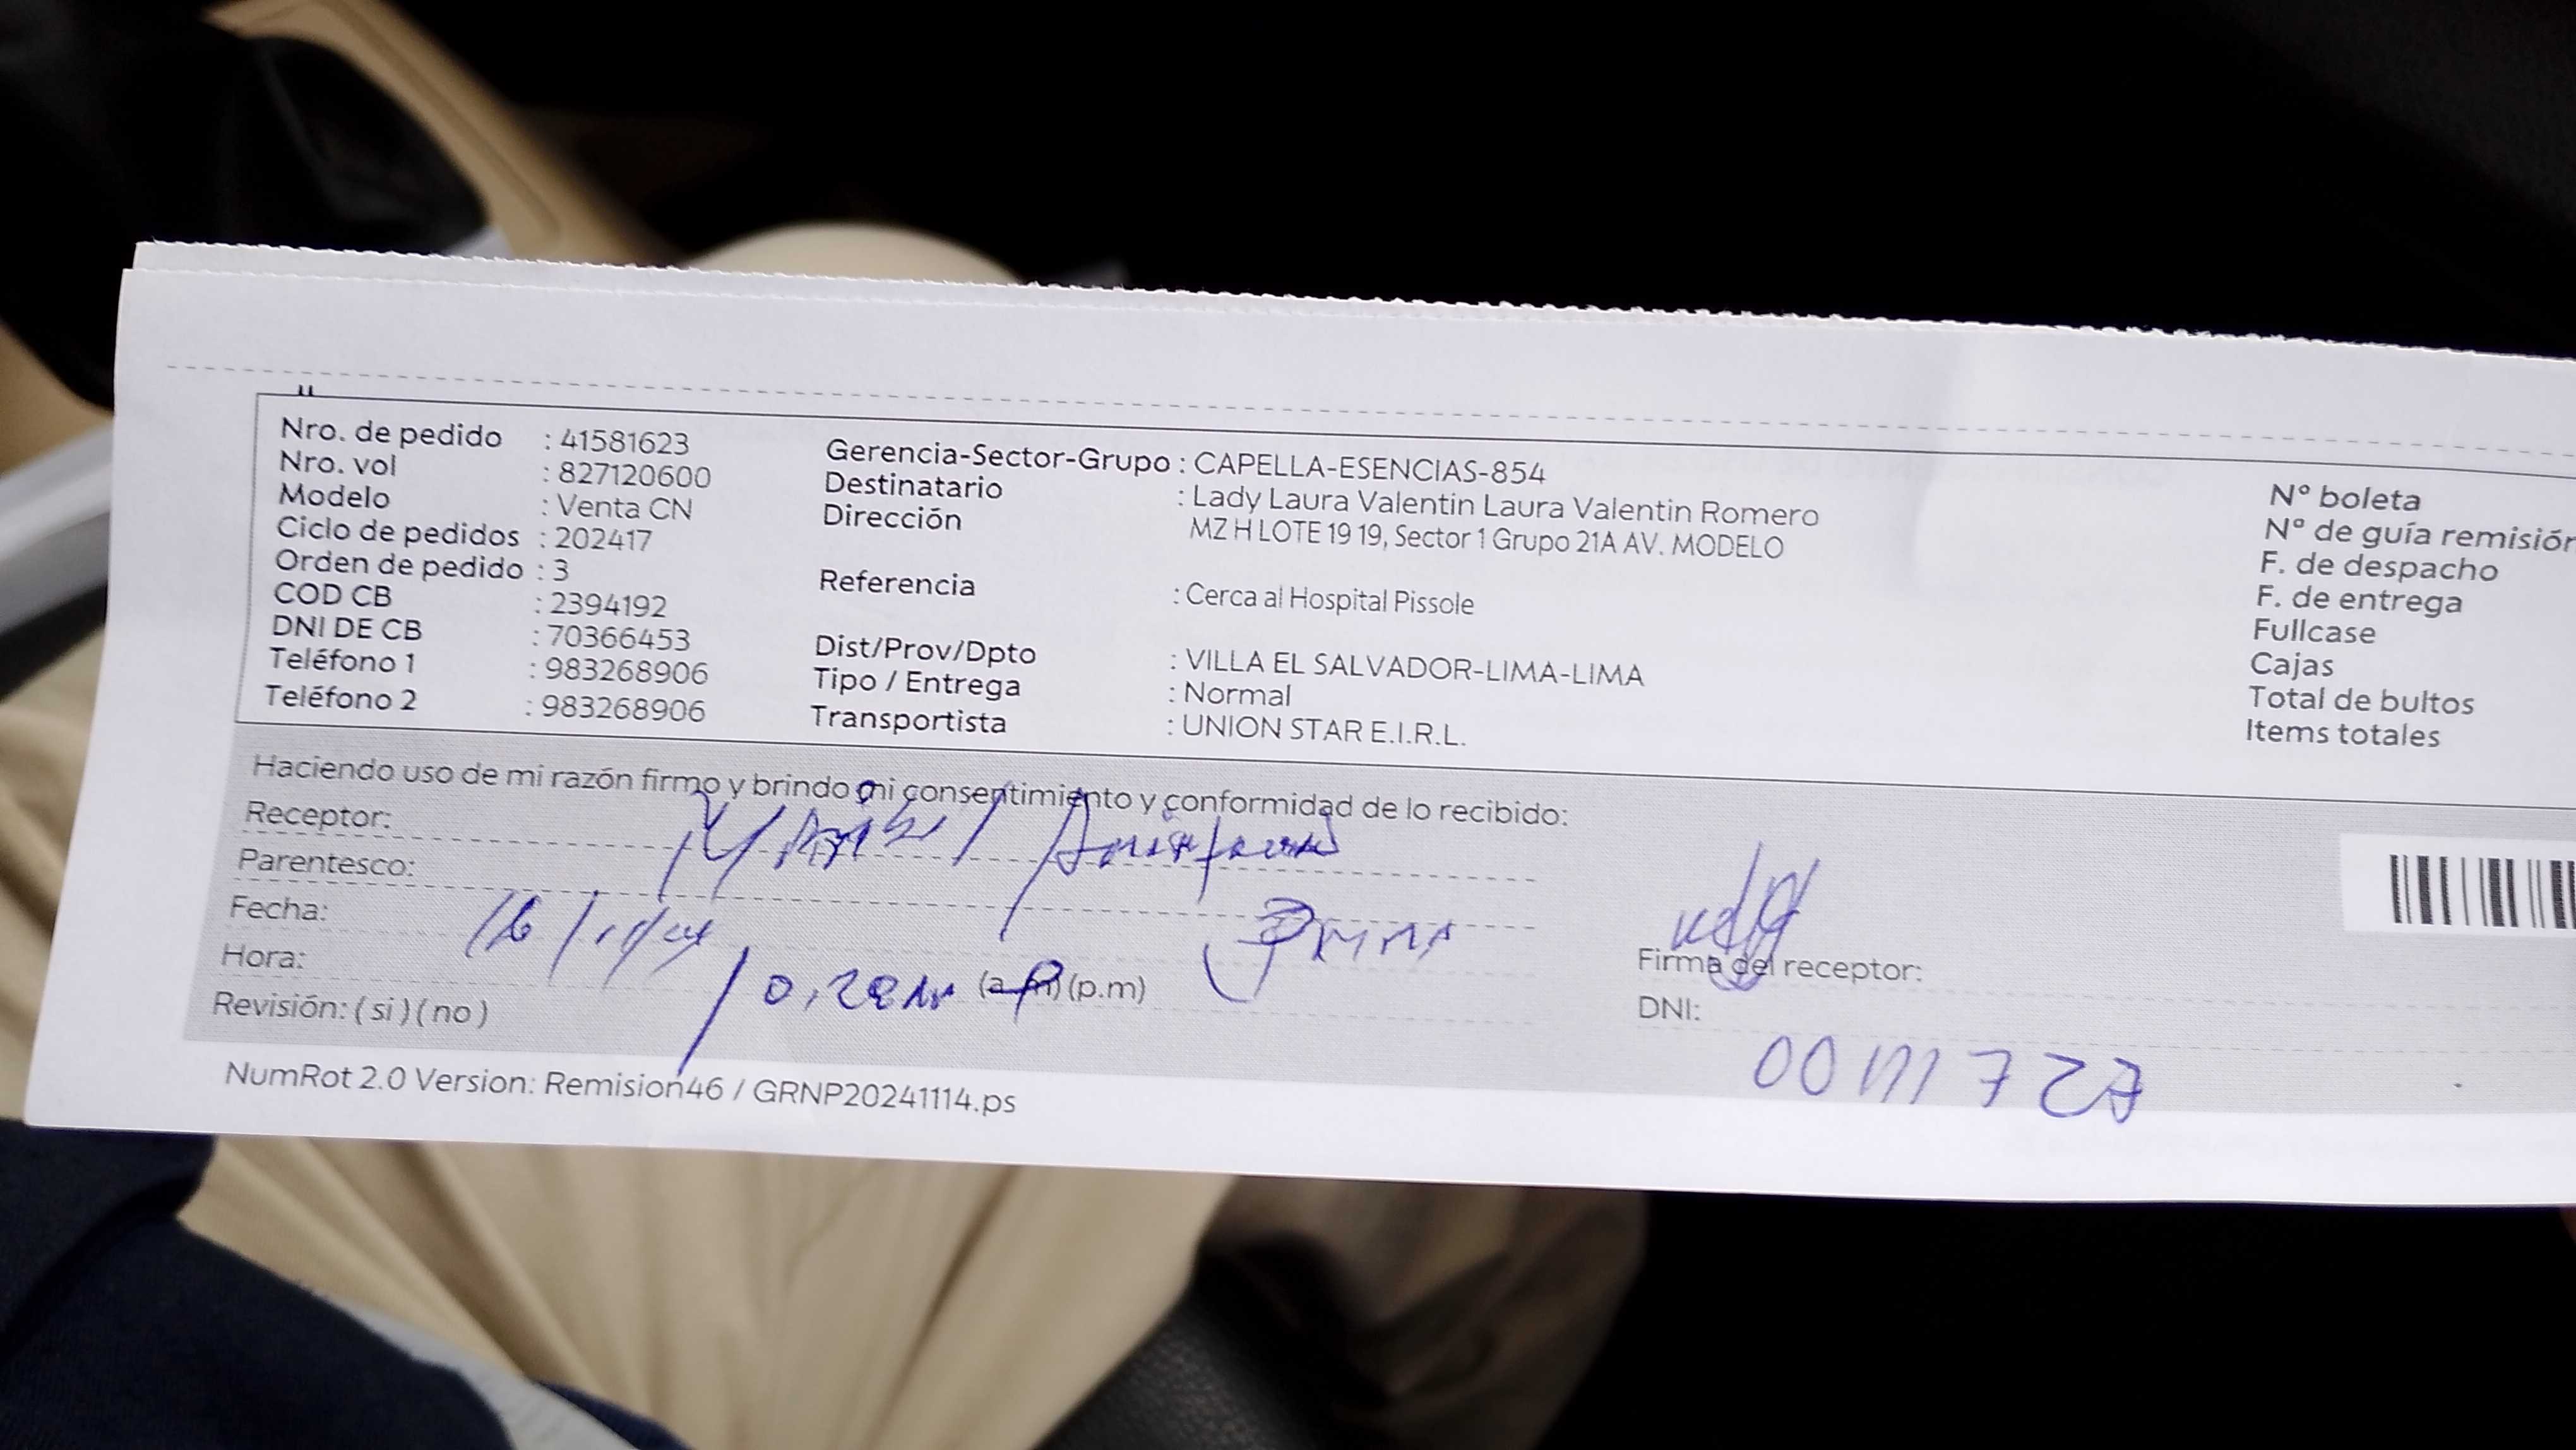 Nro. de pedido : 41581623
Nro. vol : 827120600
Modelo : Venta CN
Ciclo de pedidos : 202417
Orden de pedido : 3
COD CB : 2394192
DNI DE CB : 70366453
Teléfono 1 : 983268906
Teléfono 2 : 983268906
Gerencia-Sector-Grupo : CAPELLA-ESENCIAS-854
Destinatario : Lady Laura Valentin Laura Valentin Romero
Dirección MZ H LOTE 19 19, Sector 1 Grupo 21A AV. MODELO
Referencia : Cerca al Hospital Pissole
Dist/Prov/Dpto : VILLA EL SALVADOR-LIMA-LIMA
Tipo / Entrega : Normal
Transportista : UNION STAR E.I.R.L.
N° boleta
N° de guía remisión
F. de despacho
F. de entrega
Fullcase
Cajas
Total de bultos
Items totales
Haciendo uso de mi razón firmo y brindo mi consentimiento y conformidad de lo recibido:
Receptor:
Parentesco:
Fecha:
Hora: (p.m)
Revisión: ( si ) ( no )
Firma del receptor:
DNI:
NumRot 2.0 Version: Remision46 / GRNP20241114.ps